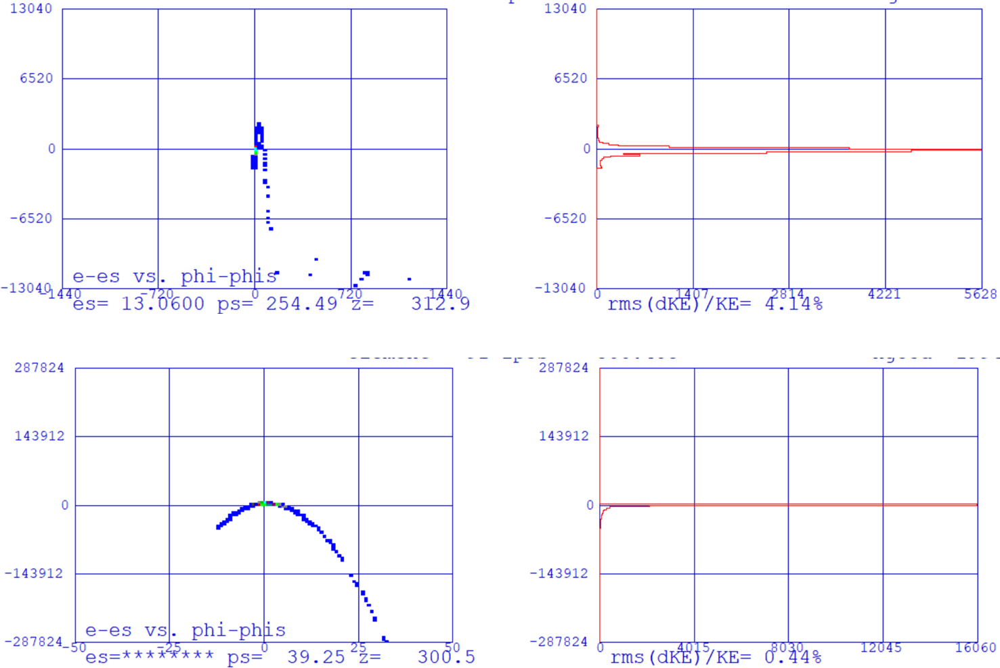 13040
6520
0
-6520
-13040
-1440 -720 0 720 1440
e-es vs. phi-phis
es= 13.0600 ps= 254.49 z= 312.9
13040
6520
0
-6520
-13040
0 1407 2814 4221 5628
rms(dKE)/KE= 4.14%
287824
143912
0
-143912
-287824
-50 -25 0 25 50
e-es vs. phi-phis
es=******** ps= 39.25 z= 300.5
287824
143912
0
-143912
-287824
0 4015 8030 12045 16060
rms(dKE)/KE= 0.44%